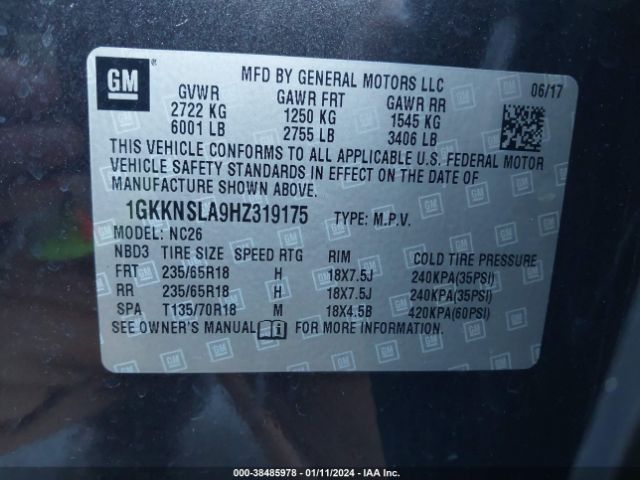 GM
®
MFD BY GENERAL MOTORS LLC
06/17
GVWR GAWR FRT GAWR RR
2722 KG 1250 KG 1545 KG
6001 LB 2755 LB 3406 LB
THIS VEHICLE CONFORMS TO ALL APPLICABLE U.S. FEDERAL MOTOR
VEHICLE SAFETY STANDARDS IN EFFECT ON THE DATE OF
MANUFACTURE SHOWN ABOVE.
1GKKNSLA9HZ319175 TYPE: M.P.V.
MODEL: NC26
NBD3 TIRE SIZE SPEED RTG RIM COLD TIRE PRESSURE
FRT 235/65R18 H 18X7.5J 240KPA(35PSI)
RR 235/65R18 H 18X7.5J 240KPA(35PSI)
SPA T135/70R18 M 18X4.5B 420KPA(60PSI)
SEE OWNER'S MANUAL
000-38485978 - 01/11/2024 - IAA Inc.